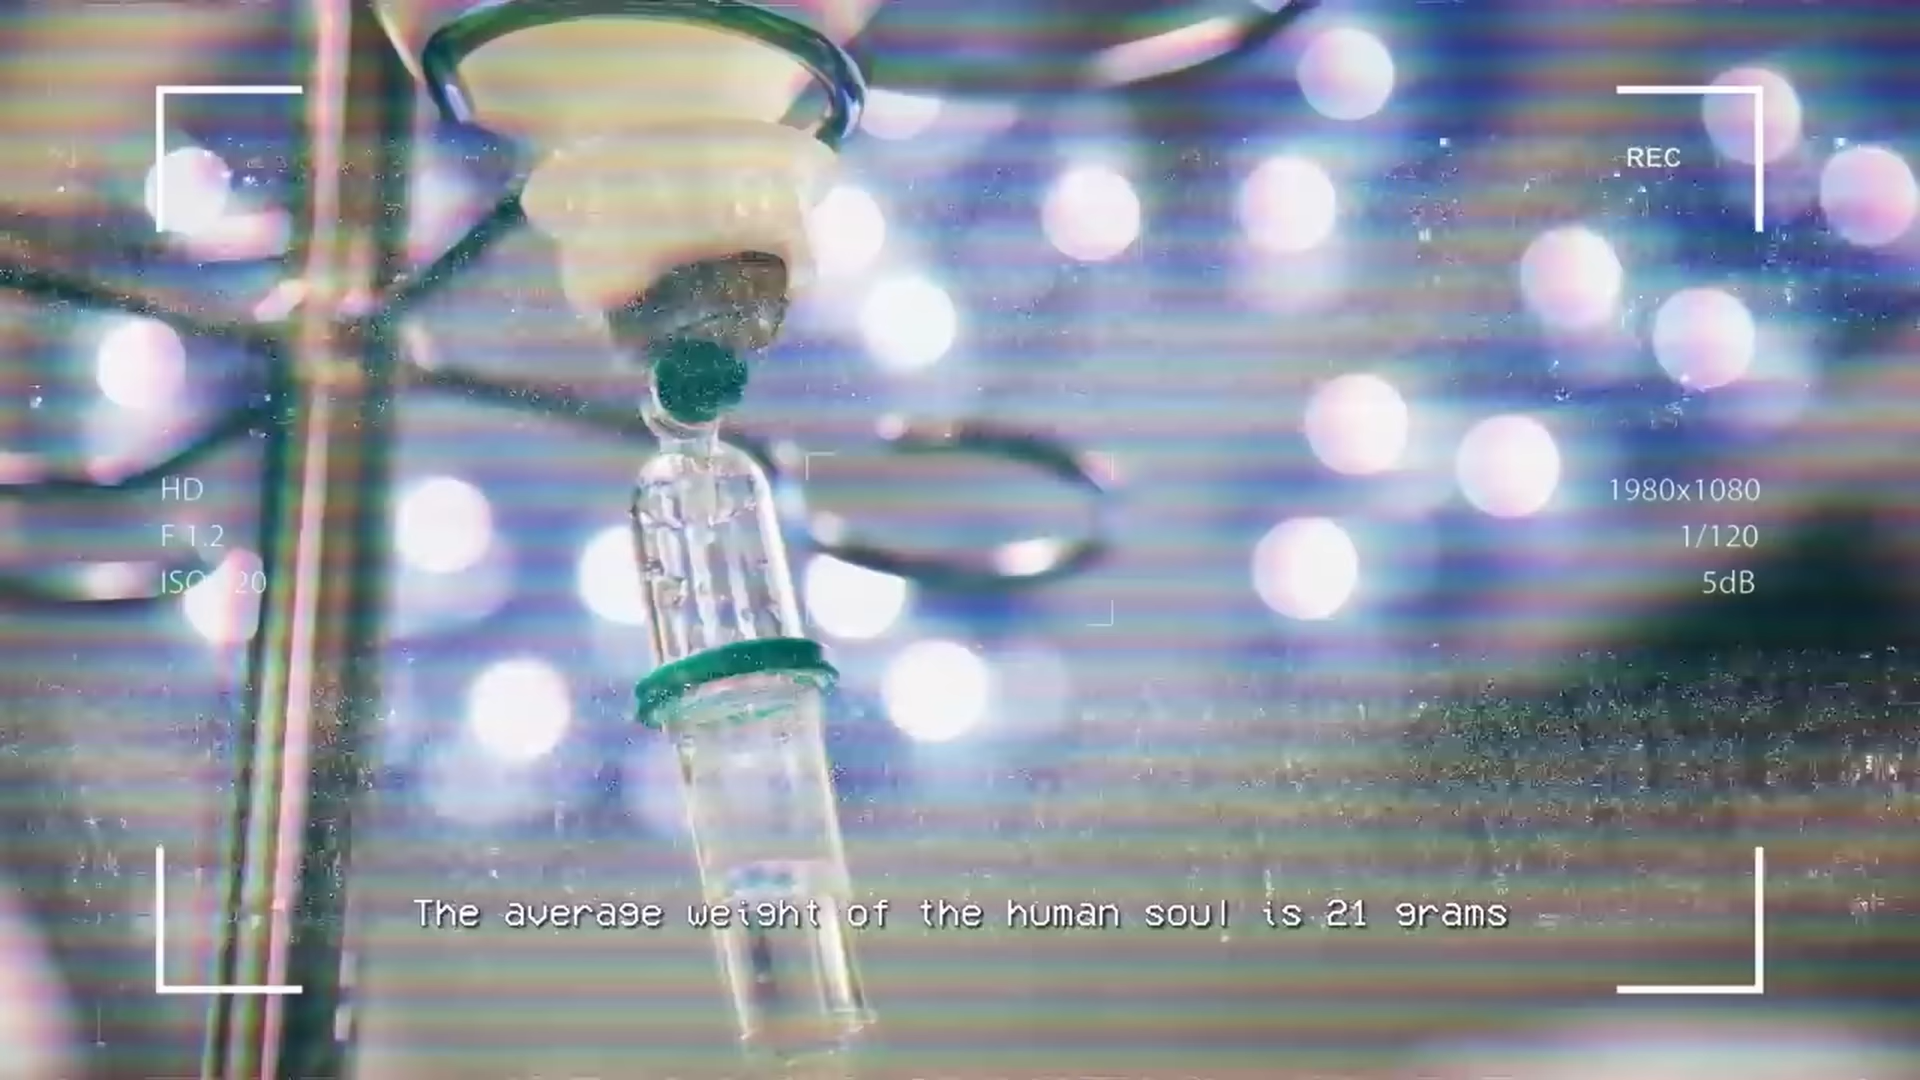 REC
HD
1980x1080
F 1.2
1/120
5dB
The average weight of the human soul is 21 grams